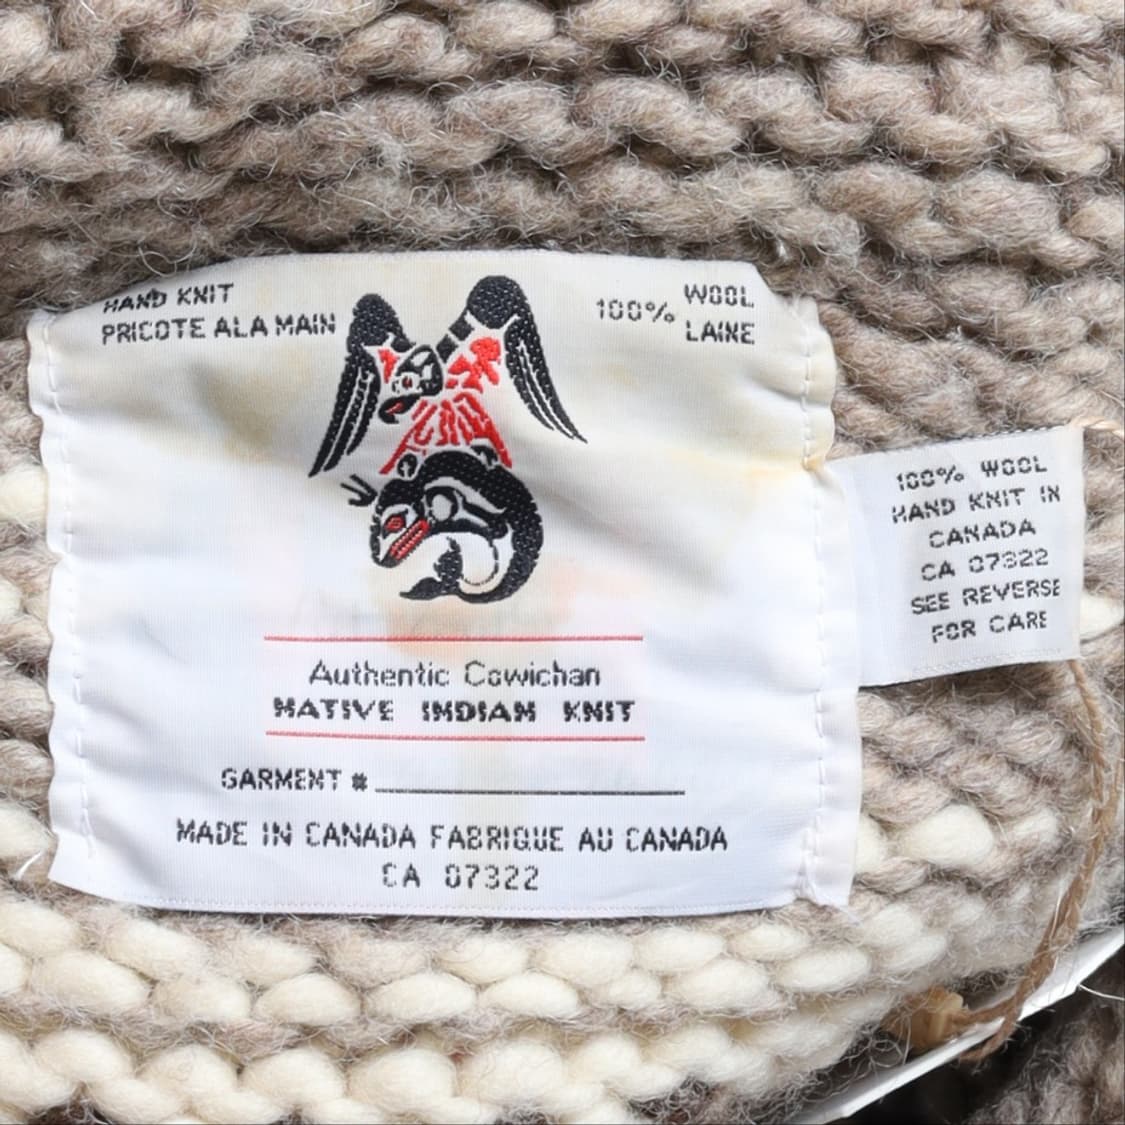 HAND KNIT
PRICOTE A LA MAIN
100% WOOL
LAINE
Authentic Cowichan
NATIVE INDIAN KNIT
GARMENT #
MADE IN CANADA FABRIQUE AU CANADA
CA 07322
100% WOOL
HAND KNIT IN
CANADA
CA 07322
SEE REVERSE
FOR CARE